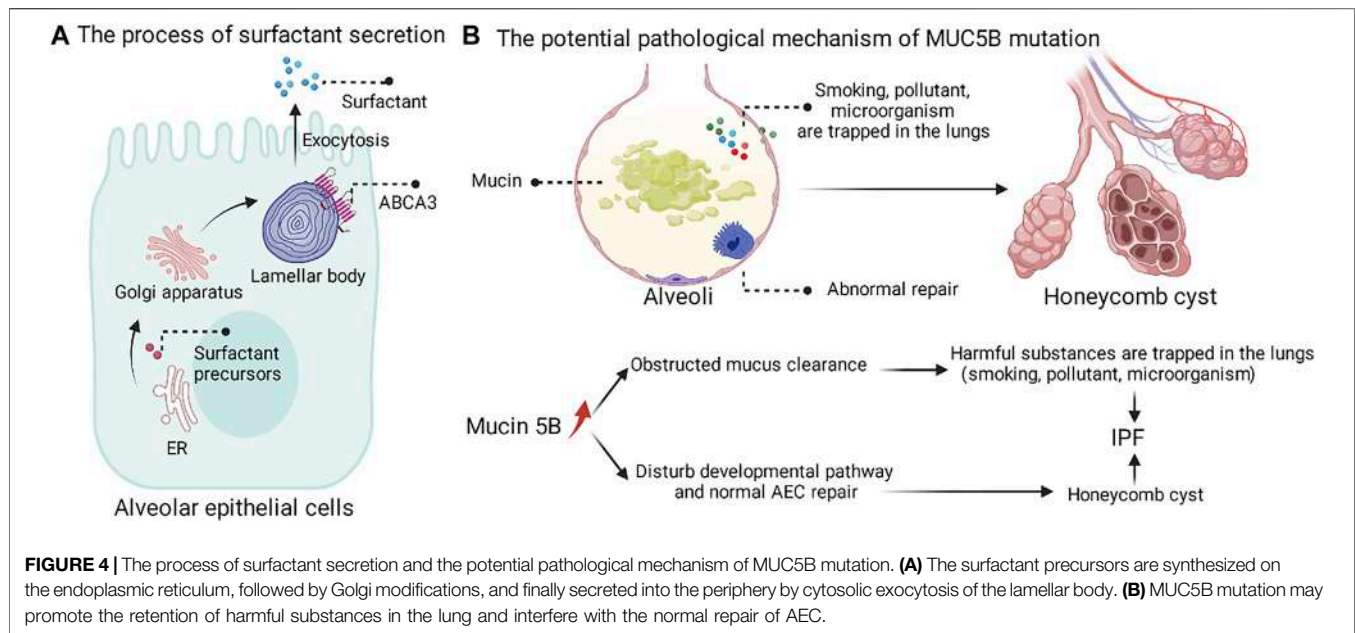 A The process of surfactant secretion
Surfactant
Exocytosis
ABCA3
Lamellar body
Golgi apparatus
Surfactant
precursors
ER
Alveolar epithelial cells
B The potential pathological mechanism of MUC5B mutation
Smoking, pollutant,
microorganism
are trapped in the lungs
Mucin
Alveoli
Abnormal repair
Honeycomb cyst
Mucin 5B
Obstructed mucus clearance
Harmful substances are trapped in the lungs
(smoking, pollutant, microorganism)
IPF
Disturb developmental pathway
and normal AEC repair
Honeycomb cyst
FIGURE 4 | The process of surfactant secretion and the potential pathological mechanism of MUC5B mutation. (A) The surfactant precursors are synthesized on
the endoplasmic reticulum, followed by Golgi modifications, and finally secreted into the periphery by cytosolic exocytosis of the lamellar body. (B) MUC5B mutation may
promote the retention of harmful substances in the lung and interfere with the normal repair of AEC.